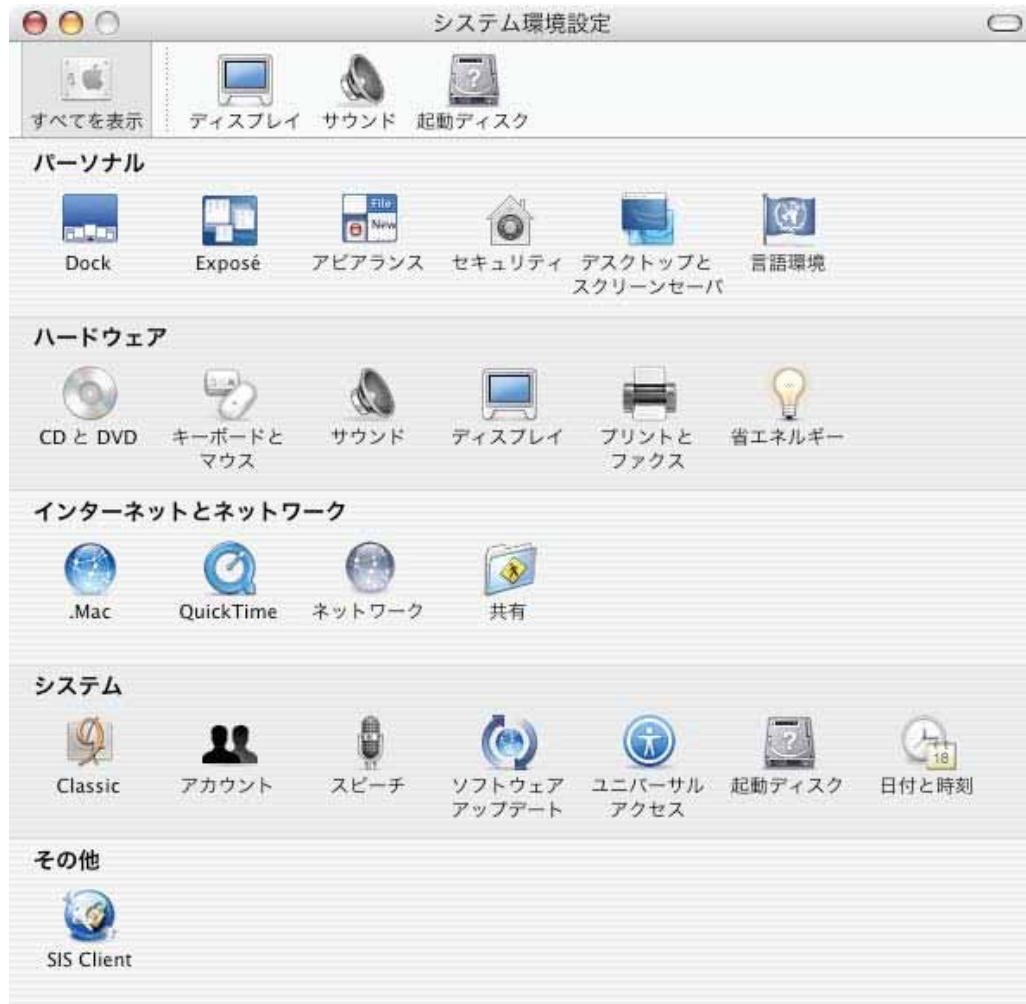 システム環境設定
すべてを表示 ディスプレイ サウンド 起動ディスク
パーソナル
File
New
Dock Exposé アピアランス セキュリティ デスクトップと
スクリーンセーバ 言語環境
ハードウェア
CD と DVD キーボードと
マウス サウンド ディスプレイ プリントと
ファクス 省エネルギー
インターネットとネットワーク
.Mac QuickTime ネットワーク 共有
システム
18
Classic アカウント スピーチ ソフトウェア
アップデート ユニバーサル
アクセス 起動ディスク 日付と時刻
その他
SIS Client